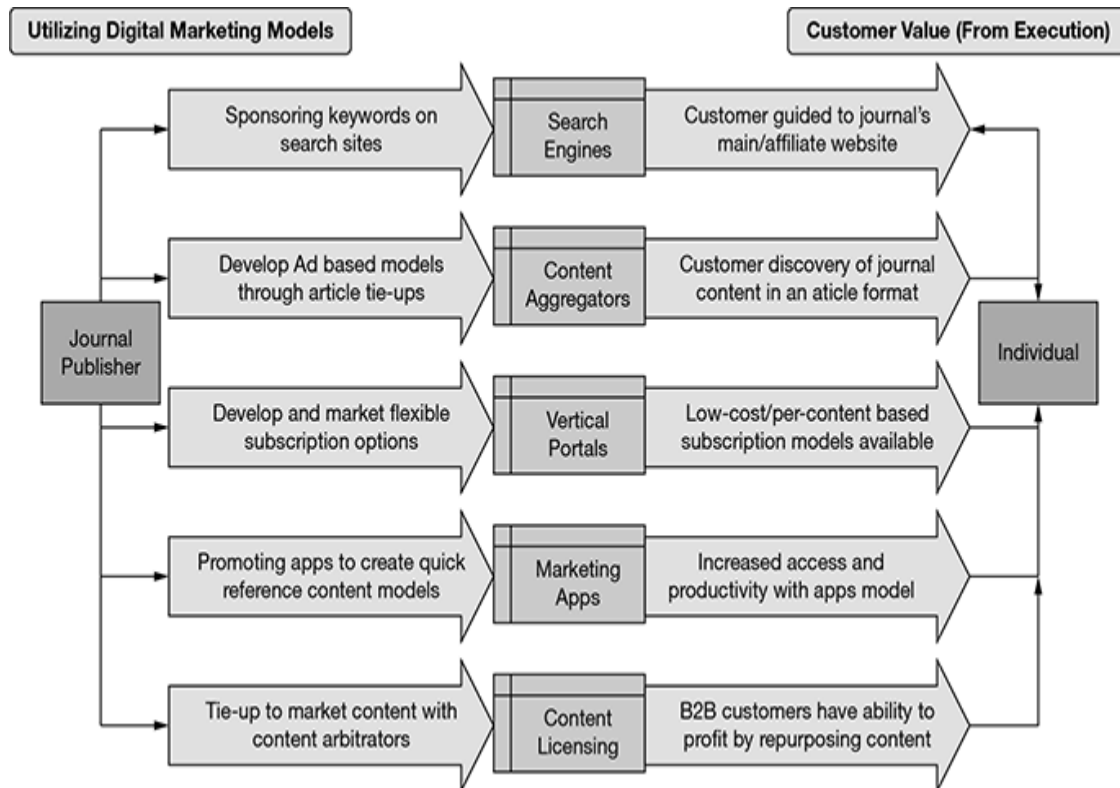 Utilizing Digital Marketing Models
Customer Value (From Execution)
Sponsoring keywords on
search sites
Search
Engines
Customer guided to journal's
main/affiliate website
Develop Ad based models
through article tie-ups
Content
Aggregators
Customer discovery of journal
content in an aticle format
Journal
Publisher
Individual
Develop and market flexible
subscription options
Vertical
Portals
Low-cost/per-content based
subscription models available
Promoting apps to create quick
reference content models
Marketing
Apps
Increased access and
productivity with apps model
Tie-up to market content with
content arbitrators
Content
Licensing
B2B customers have ability to
profit by repurposing content